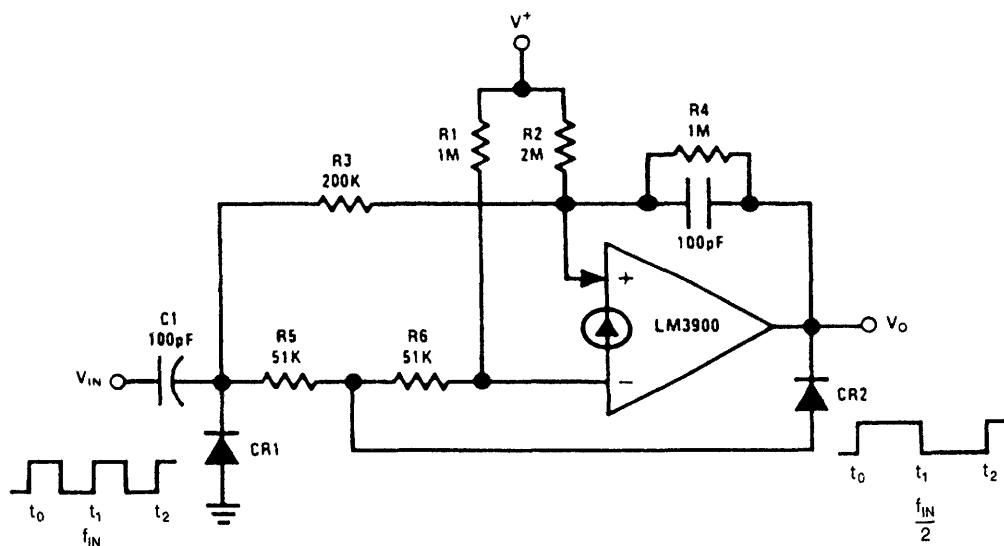 V+
R1
1M
R2
2M
R4
1M
R3
200K
100pF
+
LM3900
VO
C1
100pF
R5
51K
R6
51K
VIN
−
CR2
CR1
t0 t1 t2
fIN
t0 t1 t2
fIN
2